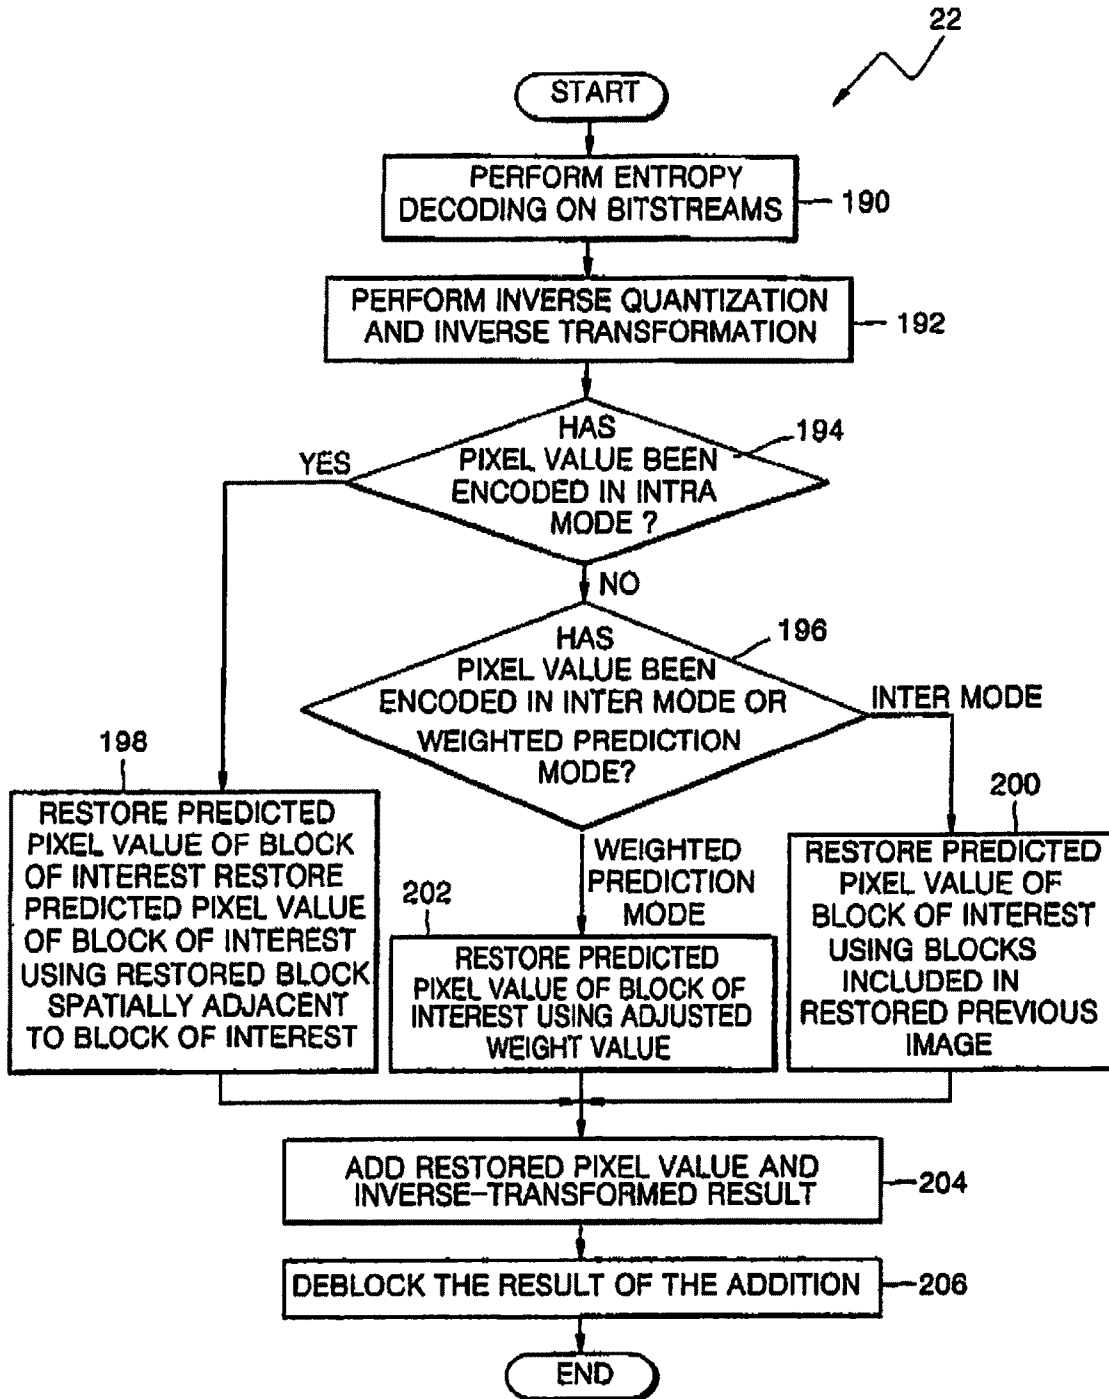 22
START
PERFORM ENTROPY
DECODING ON BITSTREAMS
190
PERFORM INVERSE QUANTIZATION
AND INVERSE TRANSFORMATION
192
HAS
PIXEL VALUE BEEN
ENCODED IN INTRA
MODE ?
194
YES
NO
HAS
PIXEL VALUE BEEN
ENCODED IN INTER MODE OR
WEIGHTED PREDICTION
MODE?
196
INTER MODE
198
RESTORE PREDICTED
PIXEL VALUE OF BLOCK
OF INTEREST RESTORE
PREDICTED PIXEL VALUE
OF BLOCK OF INTEREST
USING RESTORED BLOCK
SPATIALLY ADJACENT
TO BLOCK OF INTEREST
WEIGHTED
PREDICTION
MODE
202
RESTORE PREDICTED
PIXEL VALUE OF BLOCK OF
INTEREST USING ADJUSTED
WEIGHT VALUE
200
RESTORE PREDICTED
PIXEL VALUE OF
BLOCK OF INTEREST
USING BLOCKS
INCLUDED IN
RESTORED PREVIOUS
IMAGE
ADD RESTORED PIXEL VALUE AND
INVERSE-TRANSFORMED RESULT
204
DEBLOCK THE RESULT OF THE ADDITION
206
END